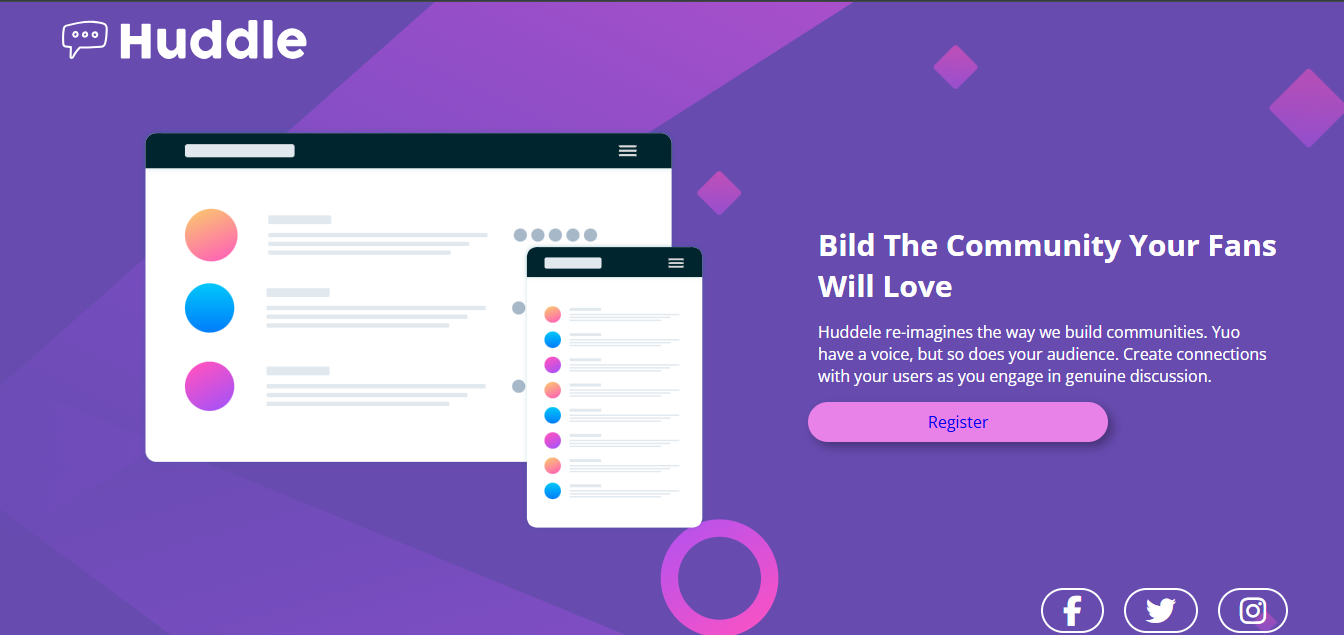 Huddle
Bild The Community Your Fans
Will Love
Huddele re-imagines the way we build communities. Yuo
have a voice, but so does your audience. Create connections
with your users as you engage in genuine discussion.
Register